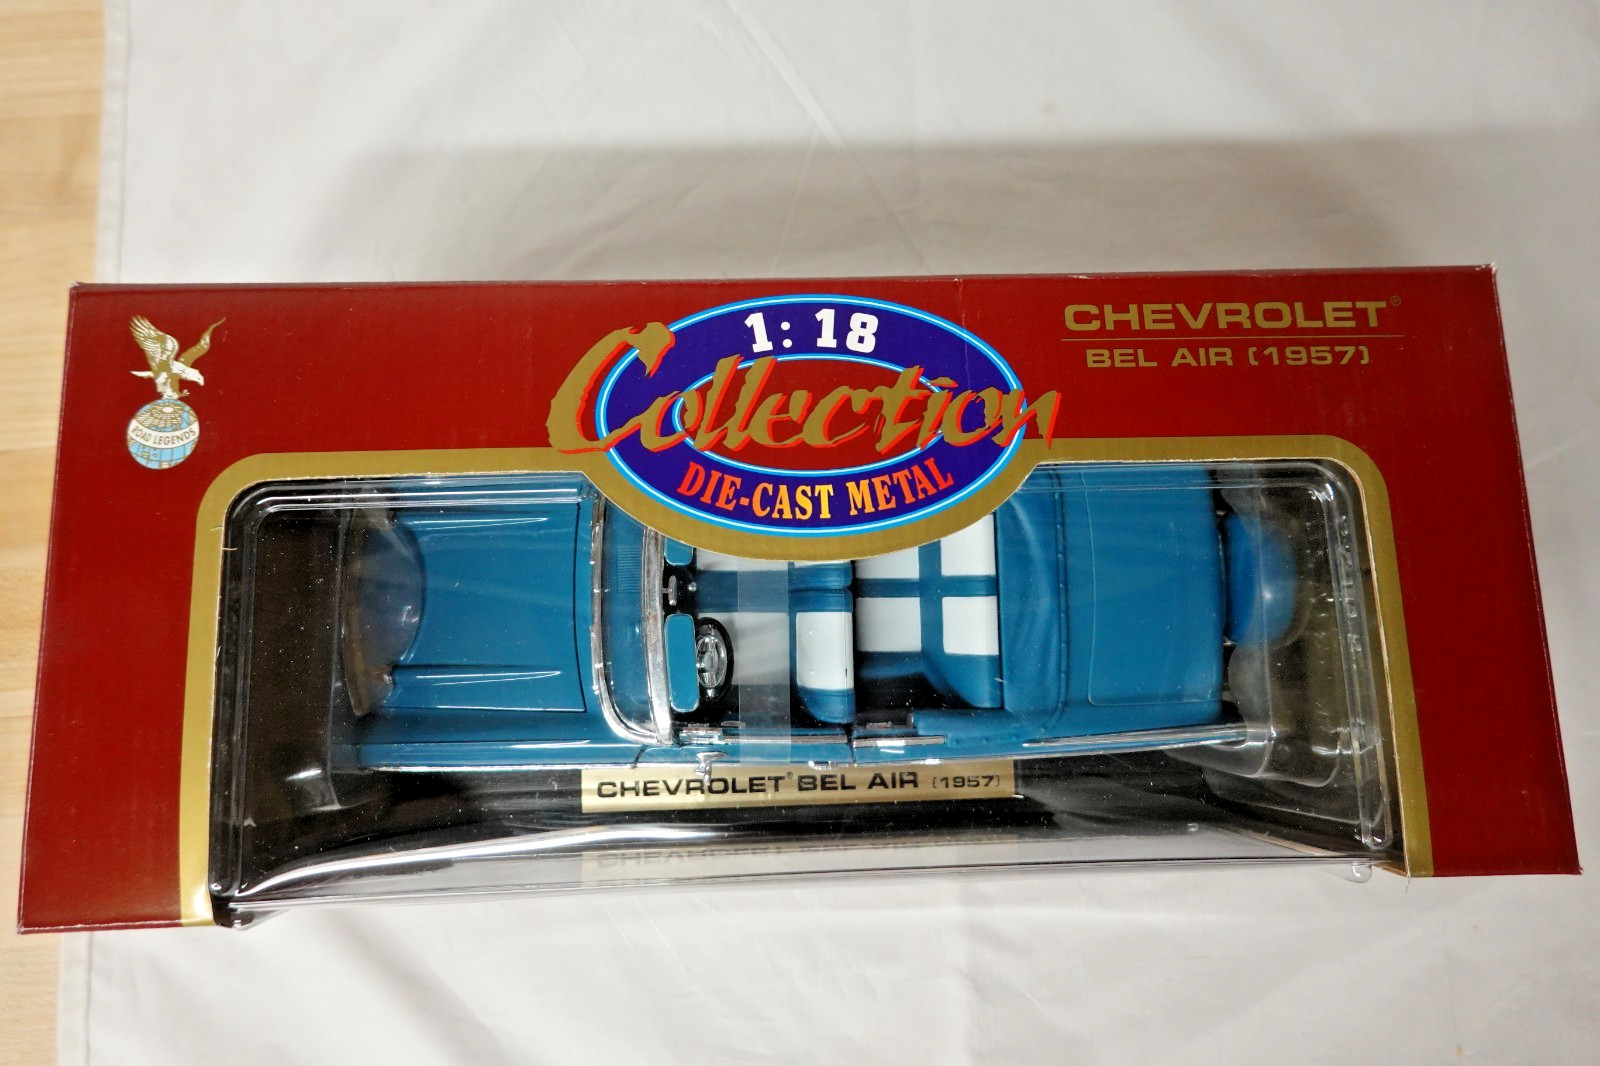 CHEVROLET®
BEL AIR (1957)
1:18
Collection
DIE-CAST METAL
ROAD LEGENDS
CHEVROLET® BEL AIR (1957)